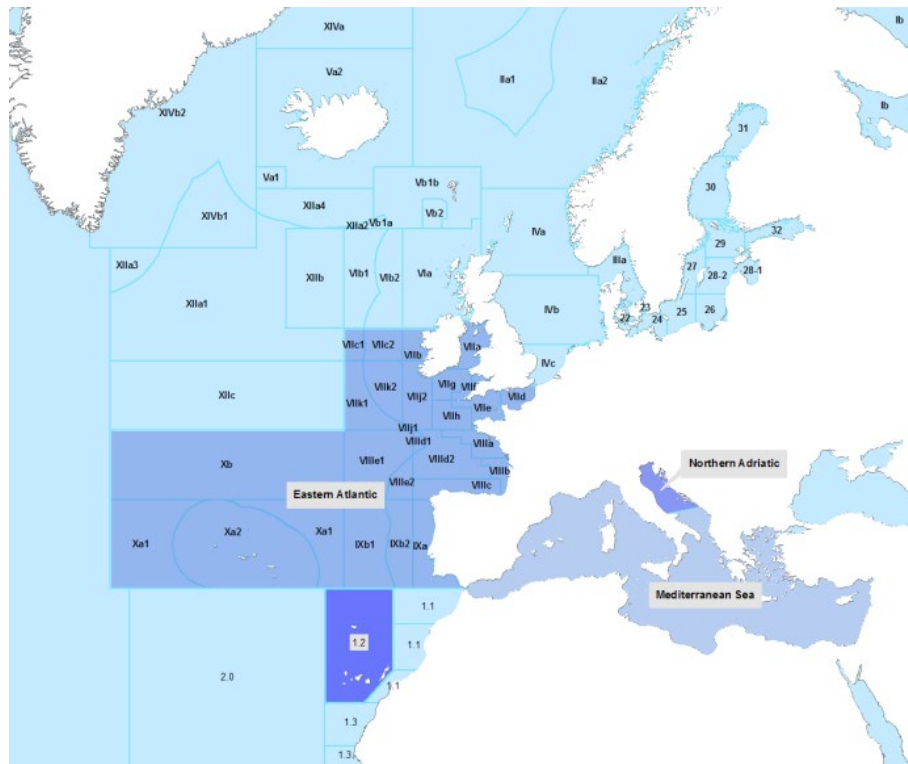 XIVa
Ib
Va2
IIa1
IIa2
XIVb2
Ib
31
Va1
Vb1b
30
XIVb1
XIIa4
Vb2
XIIa2
Vb1a
IVa
32
29
XIIa3
IIIa
27
28-2
28-1
XIIb
VIb1
VIb2
VIa
XIIa1
IVb
23
22
24
25
26
VIIc1
VIIc2
VIIb
VIIa
IVc
XIIc
VIIk2
VIIg
VIIf
VIIk1
VIIj2
VIId
VIIh
VIIe
VIIj1
VIIId1
VIIIa
Xb
VIIIe1
VIIId2
Northern Adriatic
VIIIb
VIIIe2
VIIIc
Eastern Atlantic
Xa1
Xa2
Xa1
IXb1
IXb2
IXa
Mediterranean Sea
1.1
1.2
1.1
2.0
1.1
1.3
1.3